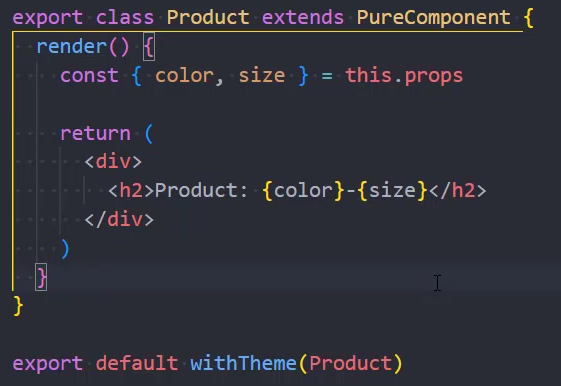 export class Product extends PureComponent {
  render() {
    const { color, size } = this.props
    return (
      <div>
        <h2>Product: {color}-{size}</h2>
      </div>
    )
  }
}
export default withTheme(Product)